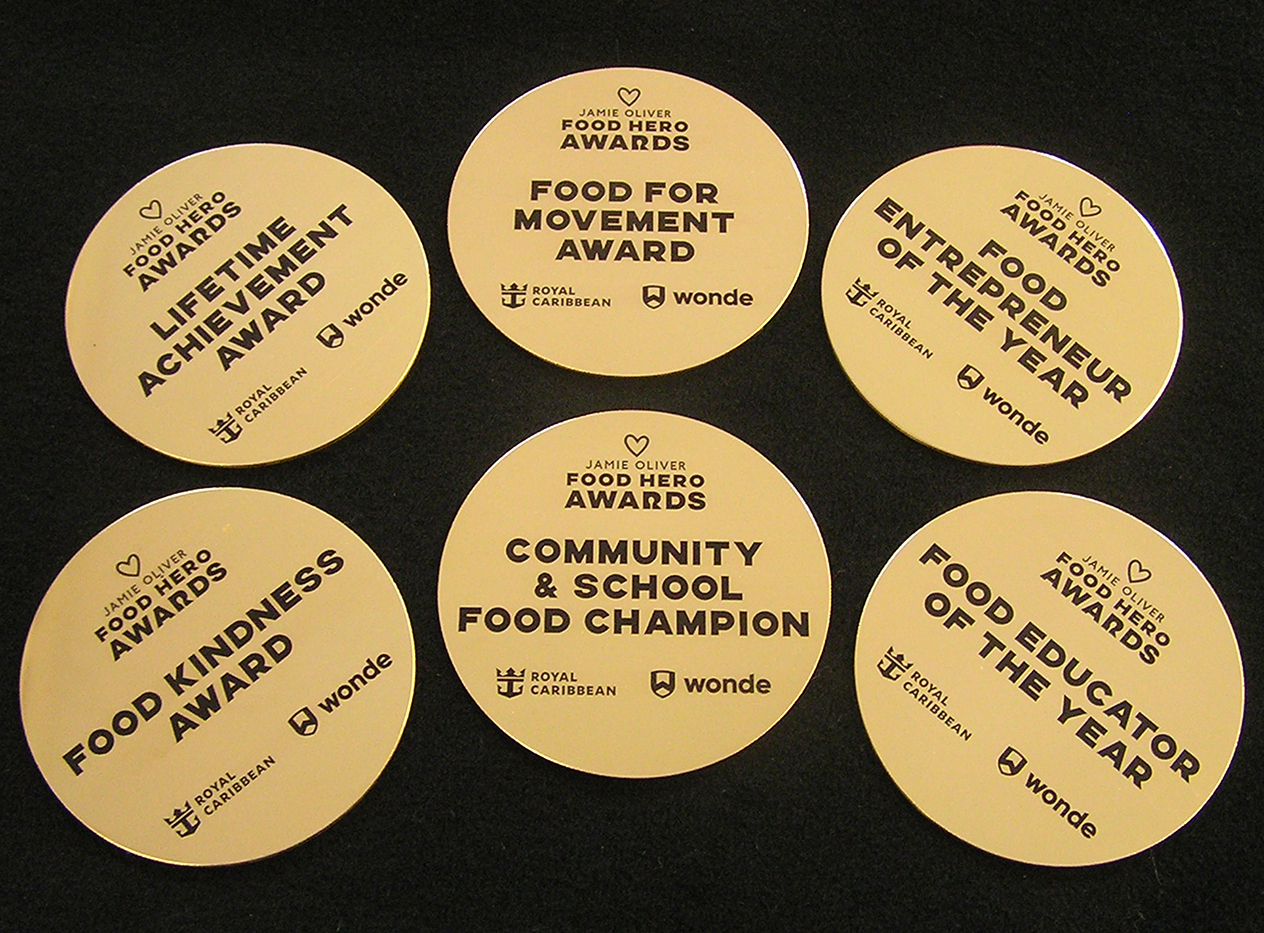 JAMIE OLIVER
FOOD HERO
AWARDS
LIFETIME
ACHIEVEMENT
AWARD
ROYAL
CARIBBEAN
wonde
JAMIE OLIVER
FOOD HERO
AWARDS
FOOD FOR
MOVEMENT
AWARD
ROYAL
CARIBBEAN
wonde
JAMIE OLIVER
FOOD HERO
AWARDS
FOOD
ENTREPRENEUR
OF THE YEAR
ROYAL
CARIBBEAN
wonde
JAMIE OLIVER
FOOD HERO
AWARDS
FOOD KINDNESS
AWARD
ROYAL
CARIBBEAN
wonde
JAMIE OLIVER
FOOD HERO
AWARDS
COMMUNITY
& SCHOOL
FOOD CHAMPION
ROYAL
CARIBBEAN
wonde
JAMIE OLIVER
FOOD HERO
AWARDS
FOOD EDUCATOR
OF THE YEAR
ROYAL
CARIBBEAN
wonde